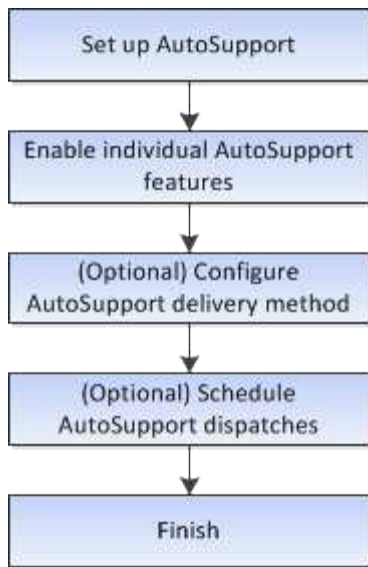 Set up AutoSupport
Enable individual AutoSupport
features
(Optional) Configure
AutoSupport delivery method
(Optional) Schedule
AutoSupport dispatches
Finish